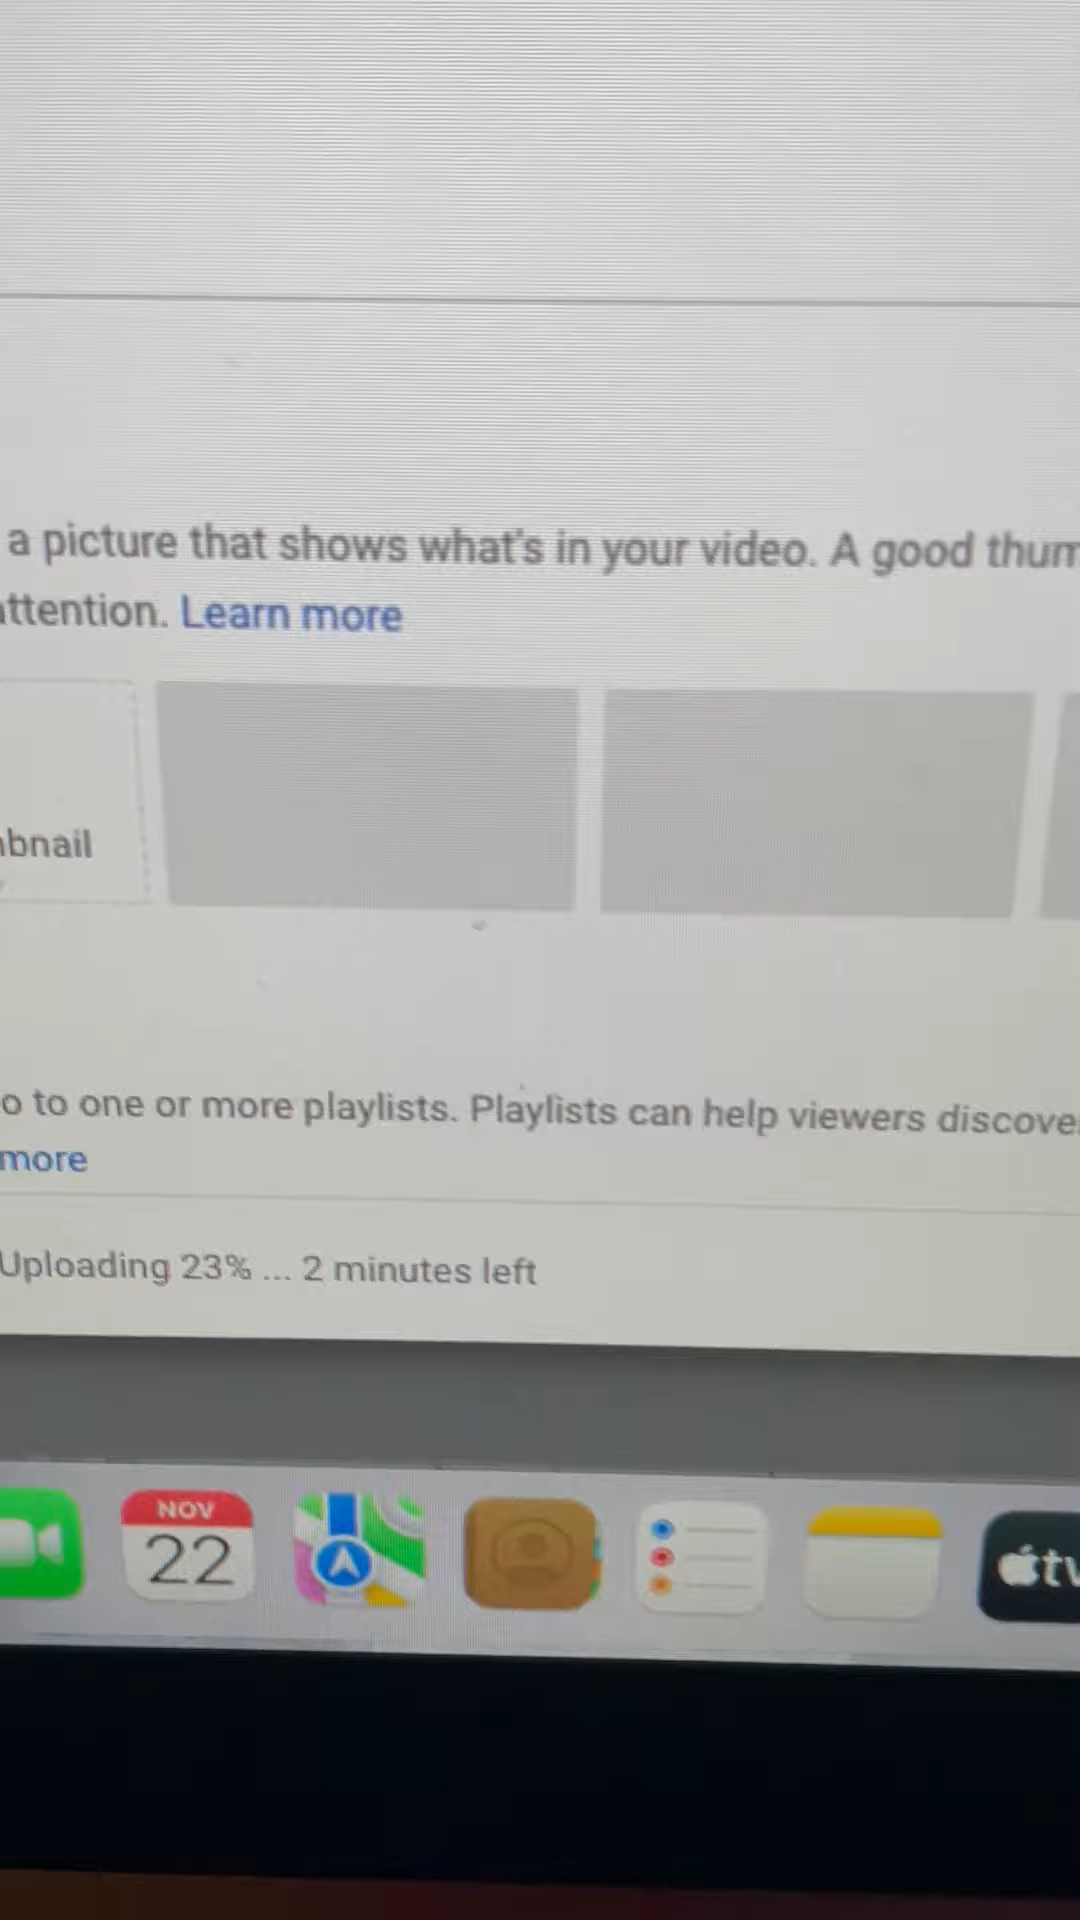 a picture that shows what's in your video. A good thum
attention. Learn more
bnail
o to one or more playlists. Playlists can help viewers discove
more
Uploading 23% ... 2 minutes left
NOV
22
tv